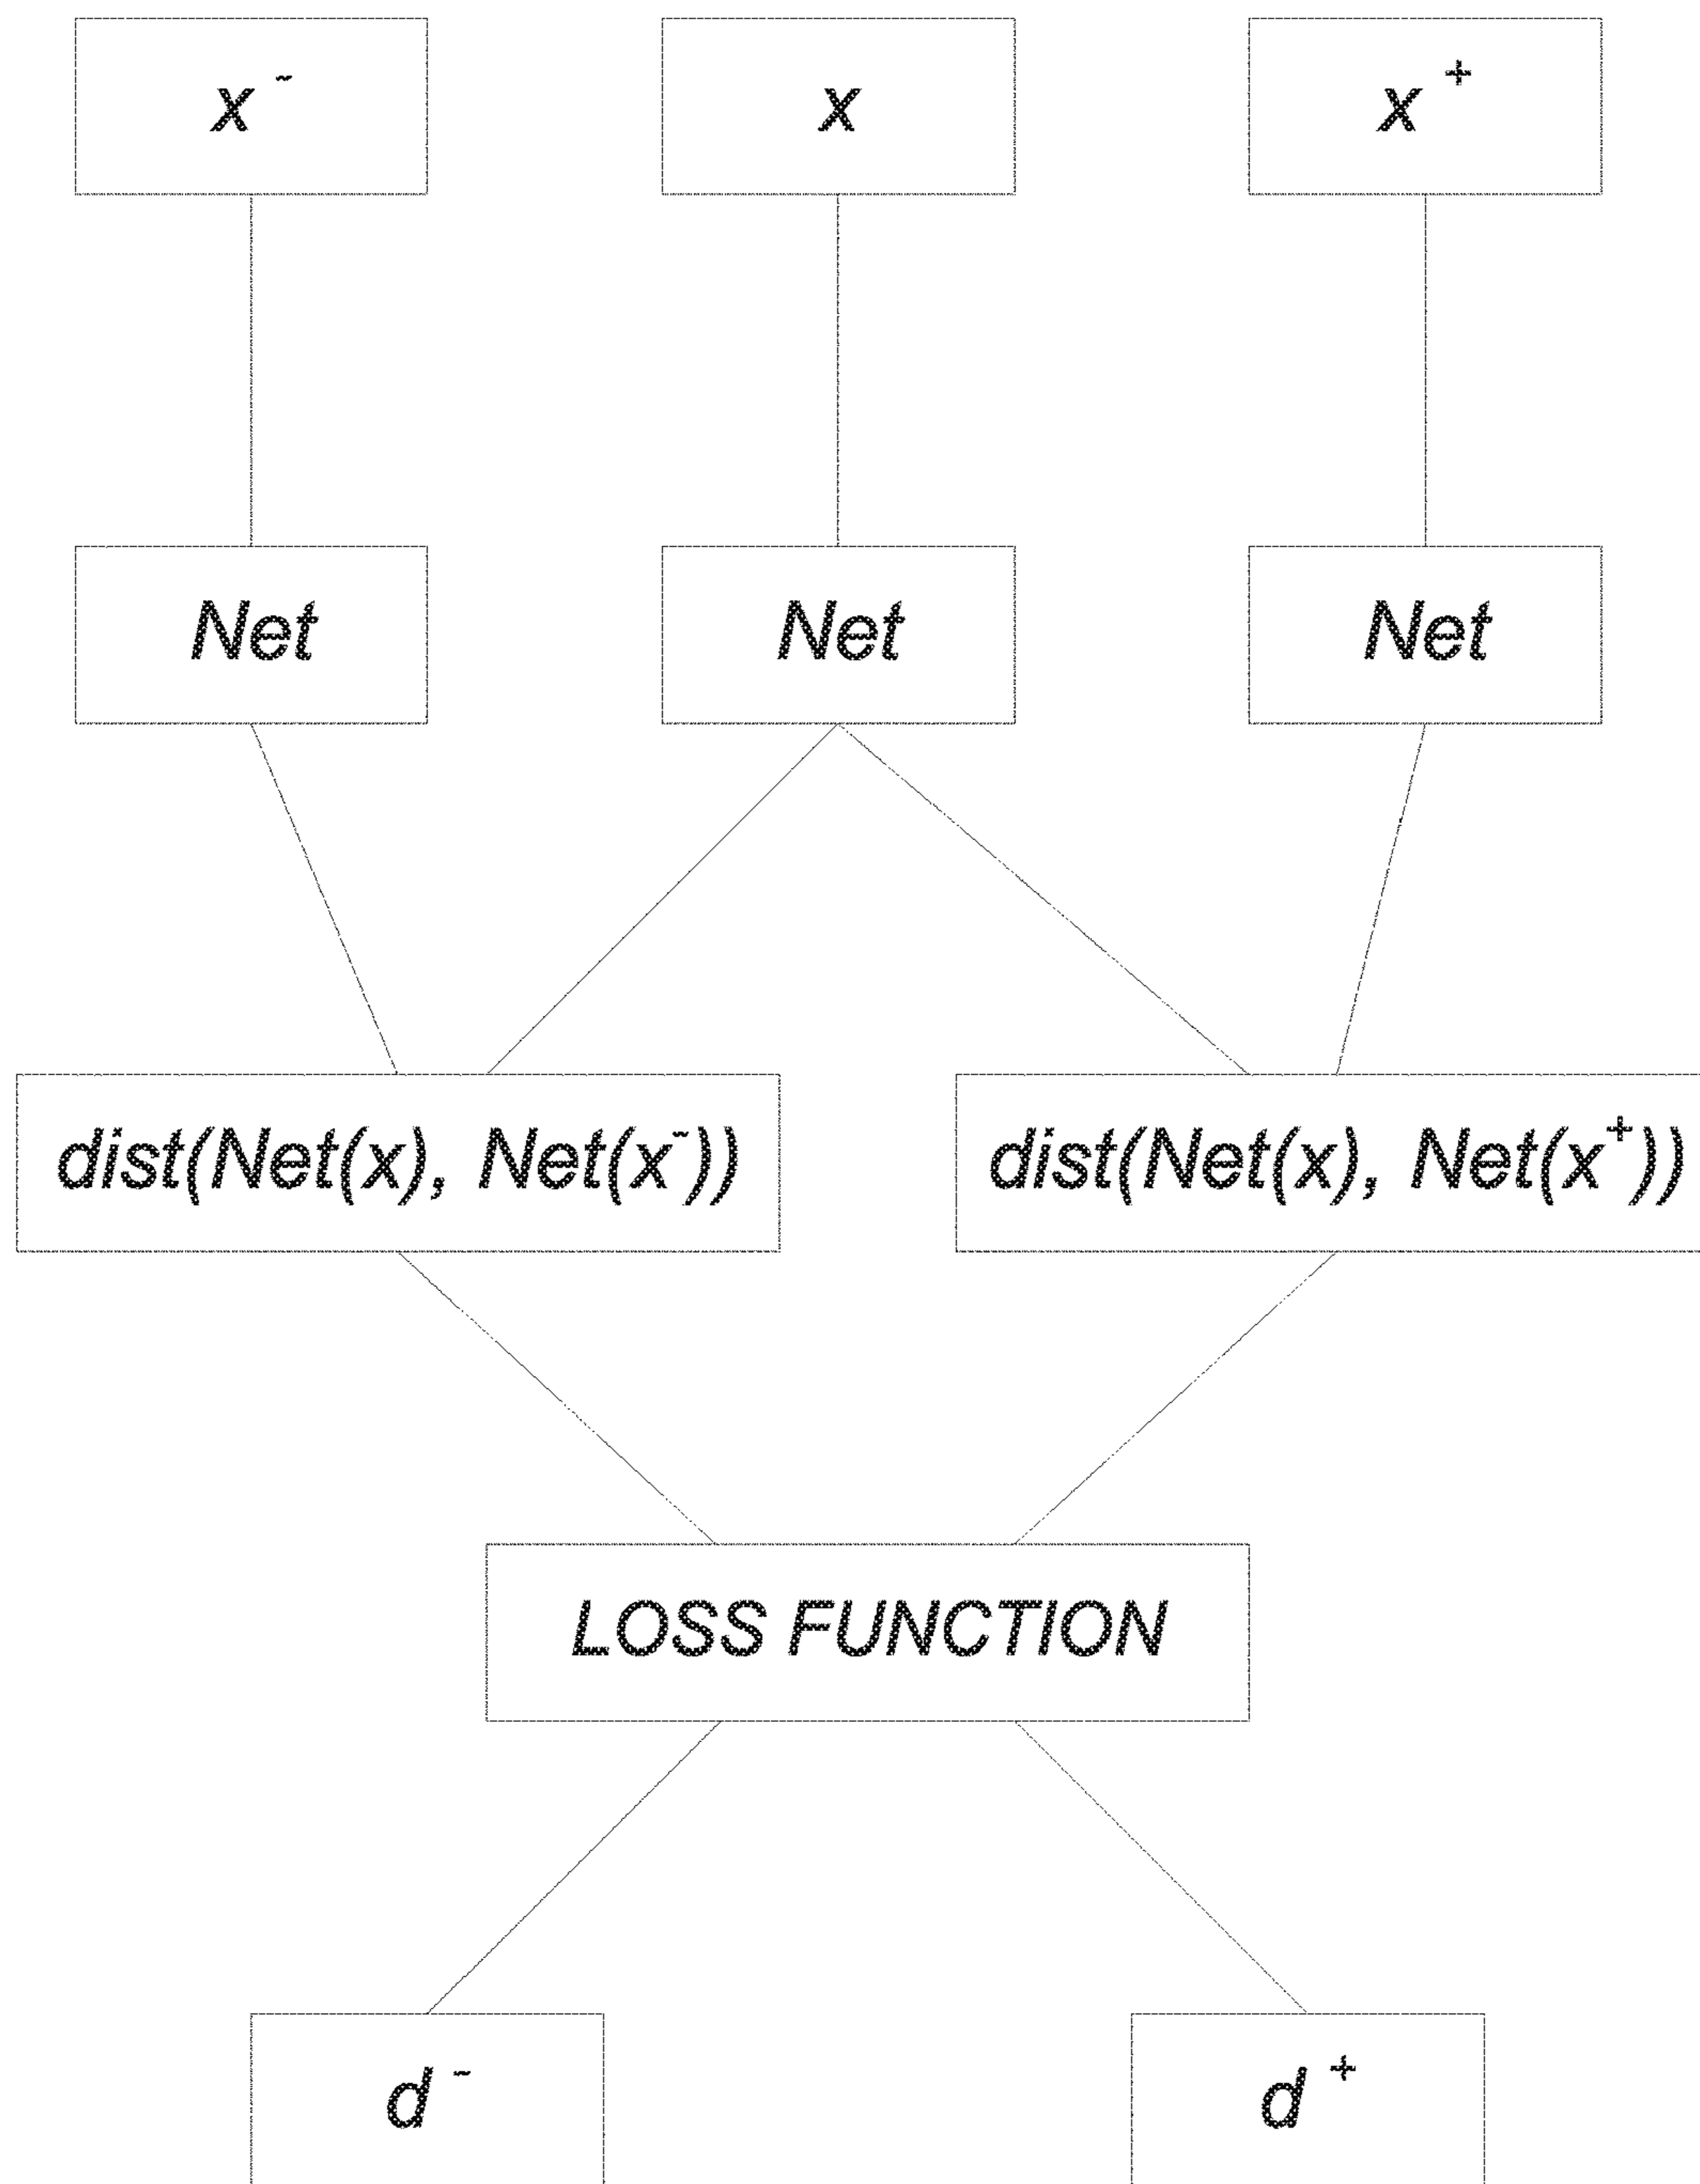 x -
x
x +
Net
Net
Net
dist(Net(x), Net(x-))
dist(Net(x), Net(x+))
LOSS FUNCTION
d -
d +